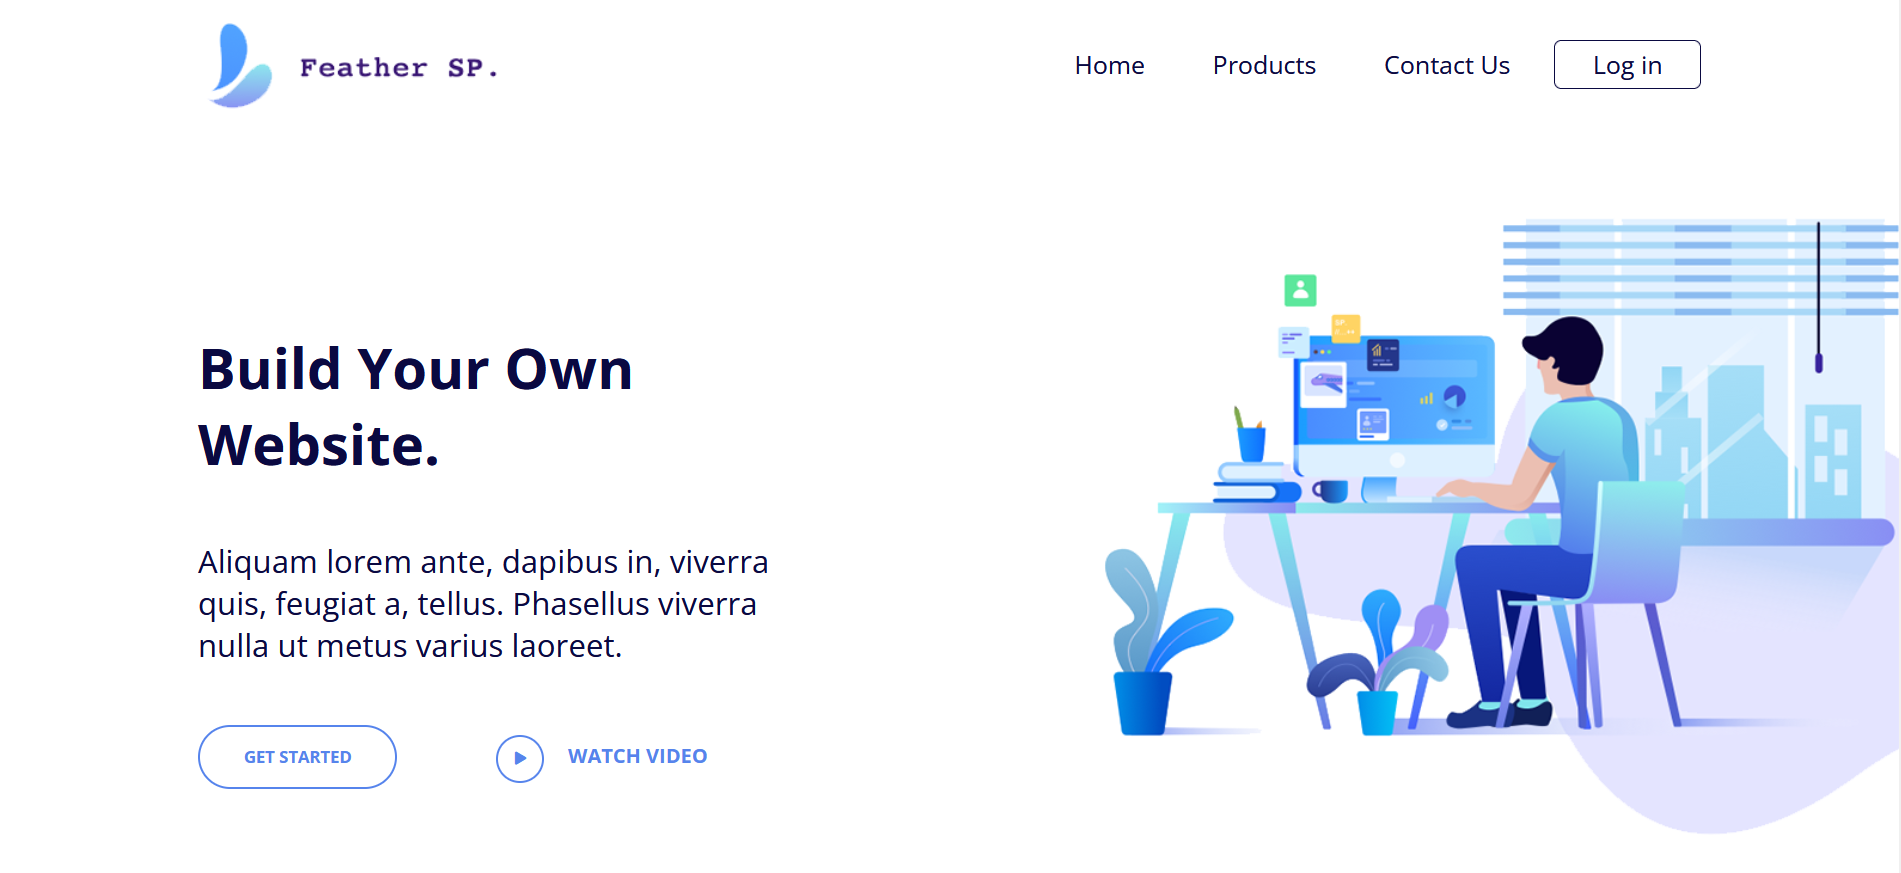 Feather SP.
Home
Products
Contact Us
Log in
Build Your Own
Website.
Aliquam lorem ante, dapibus in, viverra
quis, feugiat a, tellus. Phasellus viverra
nulla ut metus varius laoreet.
GET STARTED
WATCH VIDEO
SP